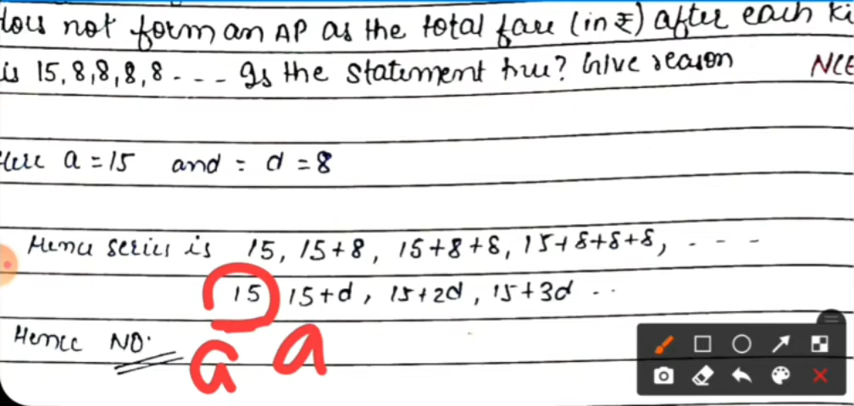 does not form an AP as the total fare (in ₹) after each Ki
is 15, 8, 8, 8, 8 - - - - Is the statement true? Give reason NCE
Here a = 15 and = d = 8
Hence series is 15, 15+8, 15+8+8, 15+8+8+8, - - -
15 15+d, 15+2d, 15+3d - -
Hence NO.
a a